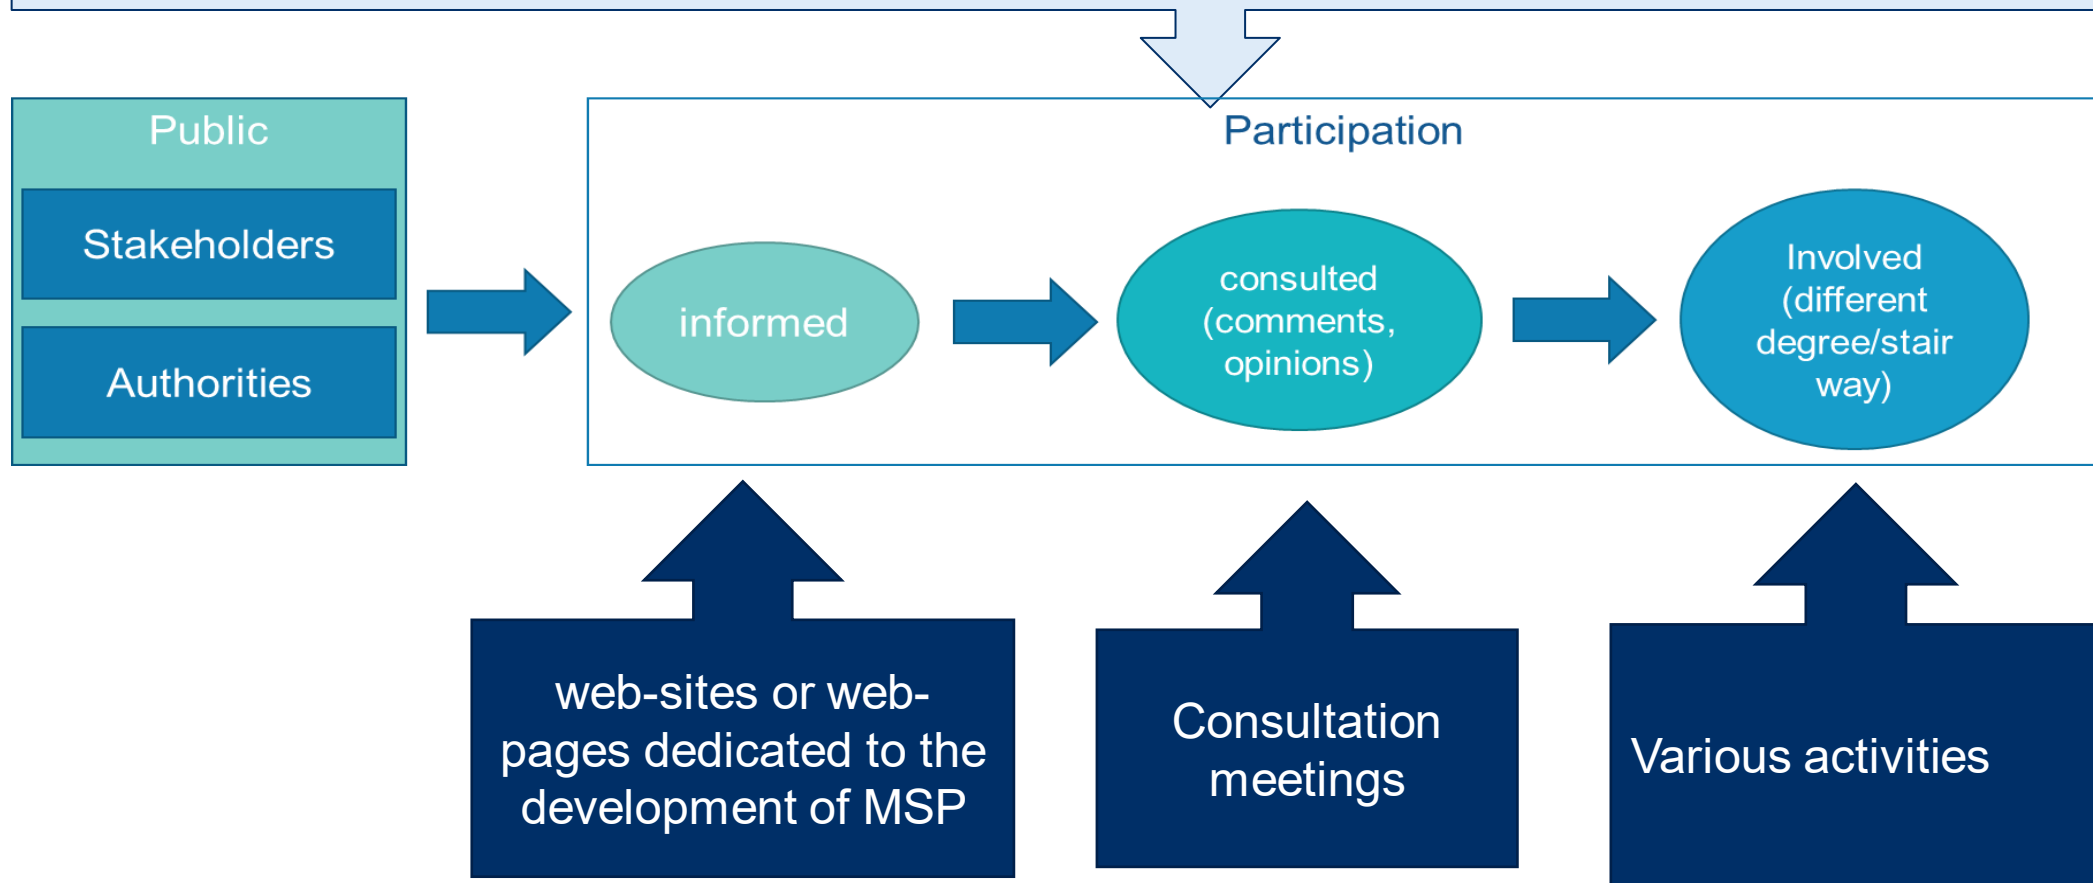 Public
Stakeholders
Authorities
Participation
informed
consulted
(comments,
opinions)
Involved
(different
degree/stair
way)
web-sites or web-
pages dedicated to the
development of MSP
Consultation
meetings
Various activities